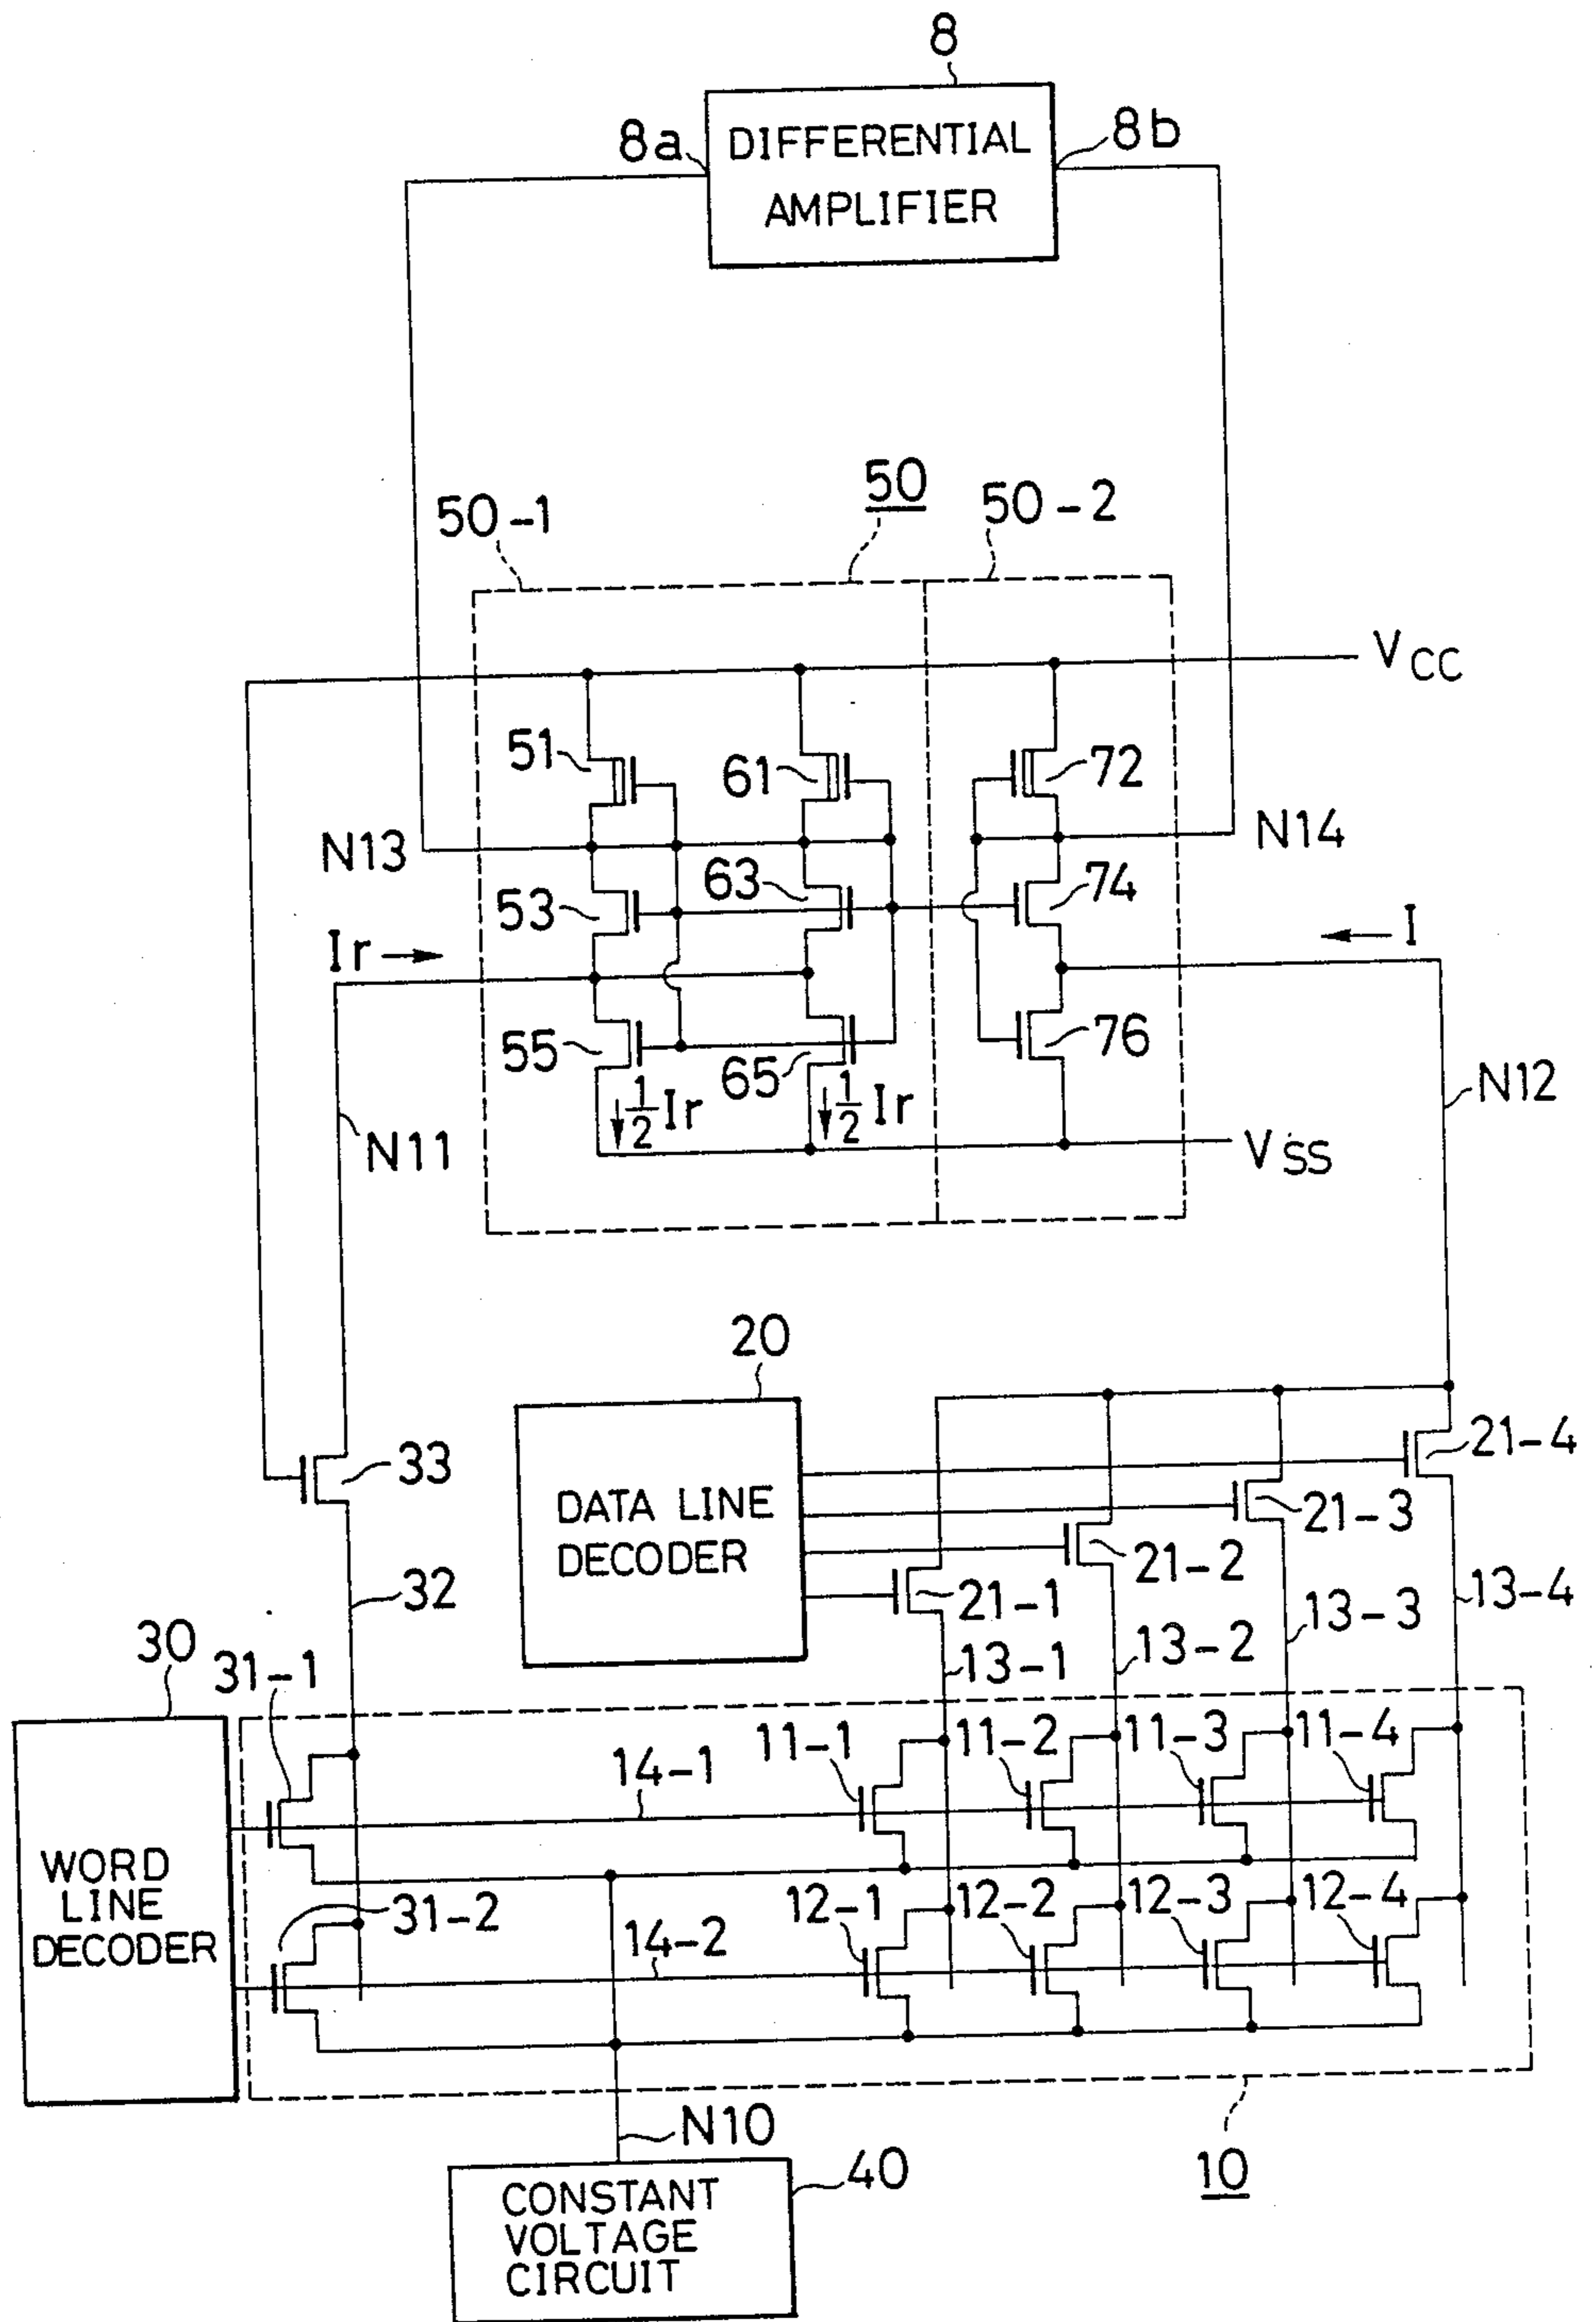 8
8a
DIFFERENTIAL
AMPLIFIER
8b
50-1
50
50-2
VCC
51
61
72
N13
N14
53
63
74
Ir
I
55
65
76
1/2 Ir
1/2 Ir
N11
VSS
N12
20
33
DATA LINE
DECODER
21-4
21-3
21-2
21-1
32
13-4
13-3
13-2
13-1
30
31-1
14-1
11-1
11-2
11-3
11-4
WORD
LINE
DECODER
31-2
14-2
12-1
12-2
12-3
12-4
N10
40
10
CONSTANT
VOLTAGE
CIRCUIT